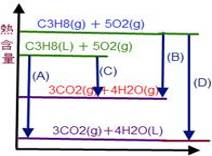 熱含量
C3H8(g) + 5O2(g)
C3H8(L) + 5O2(g)
(A)
(C)
(B)
(D)
3CO2(g)+4H2O(g)
3CO2(g)+4H2O(L)